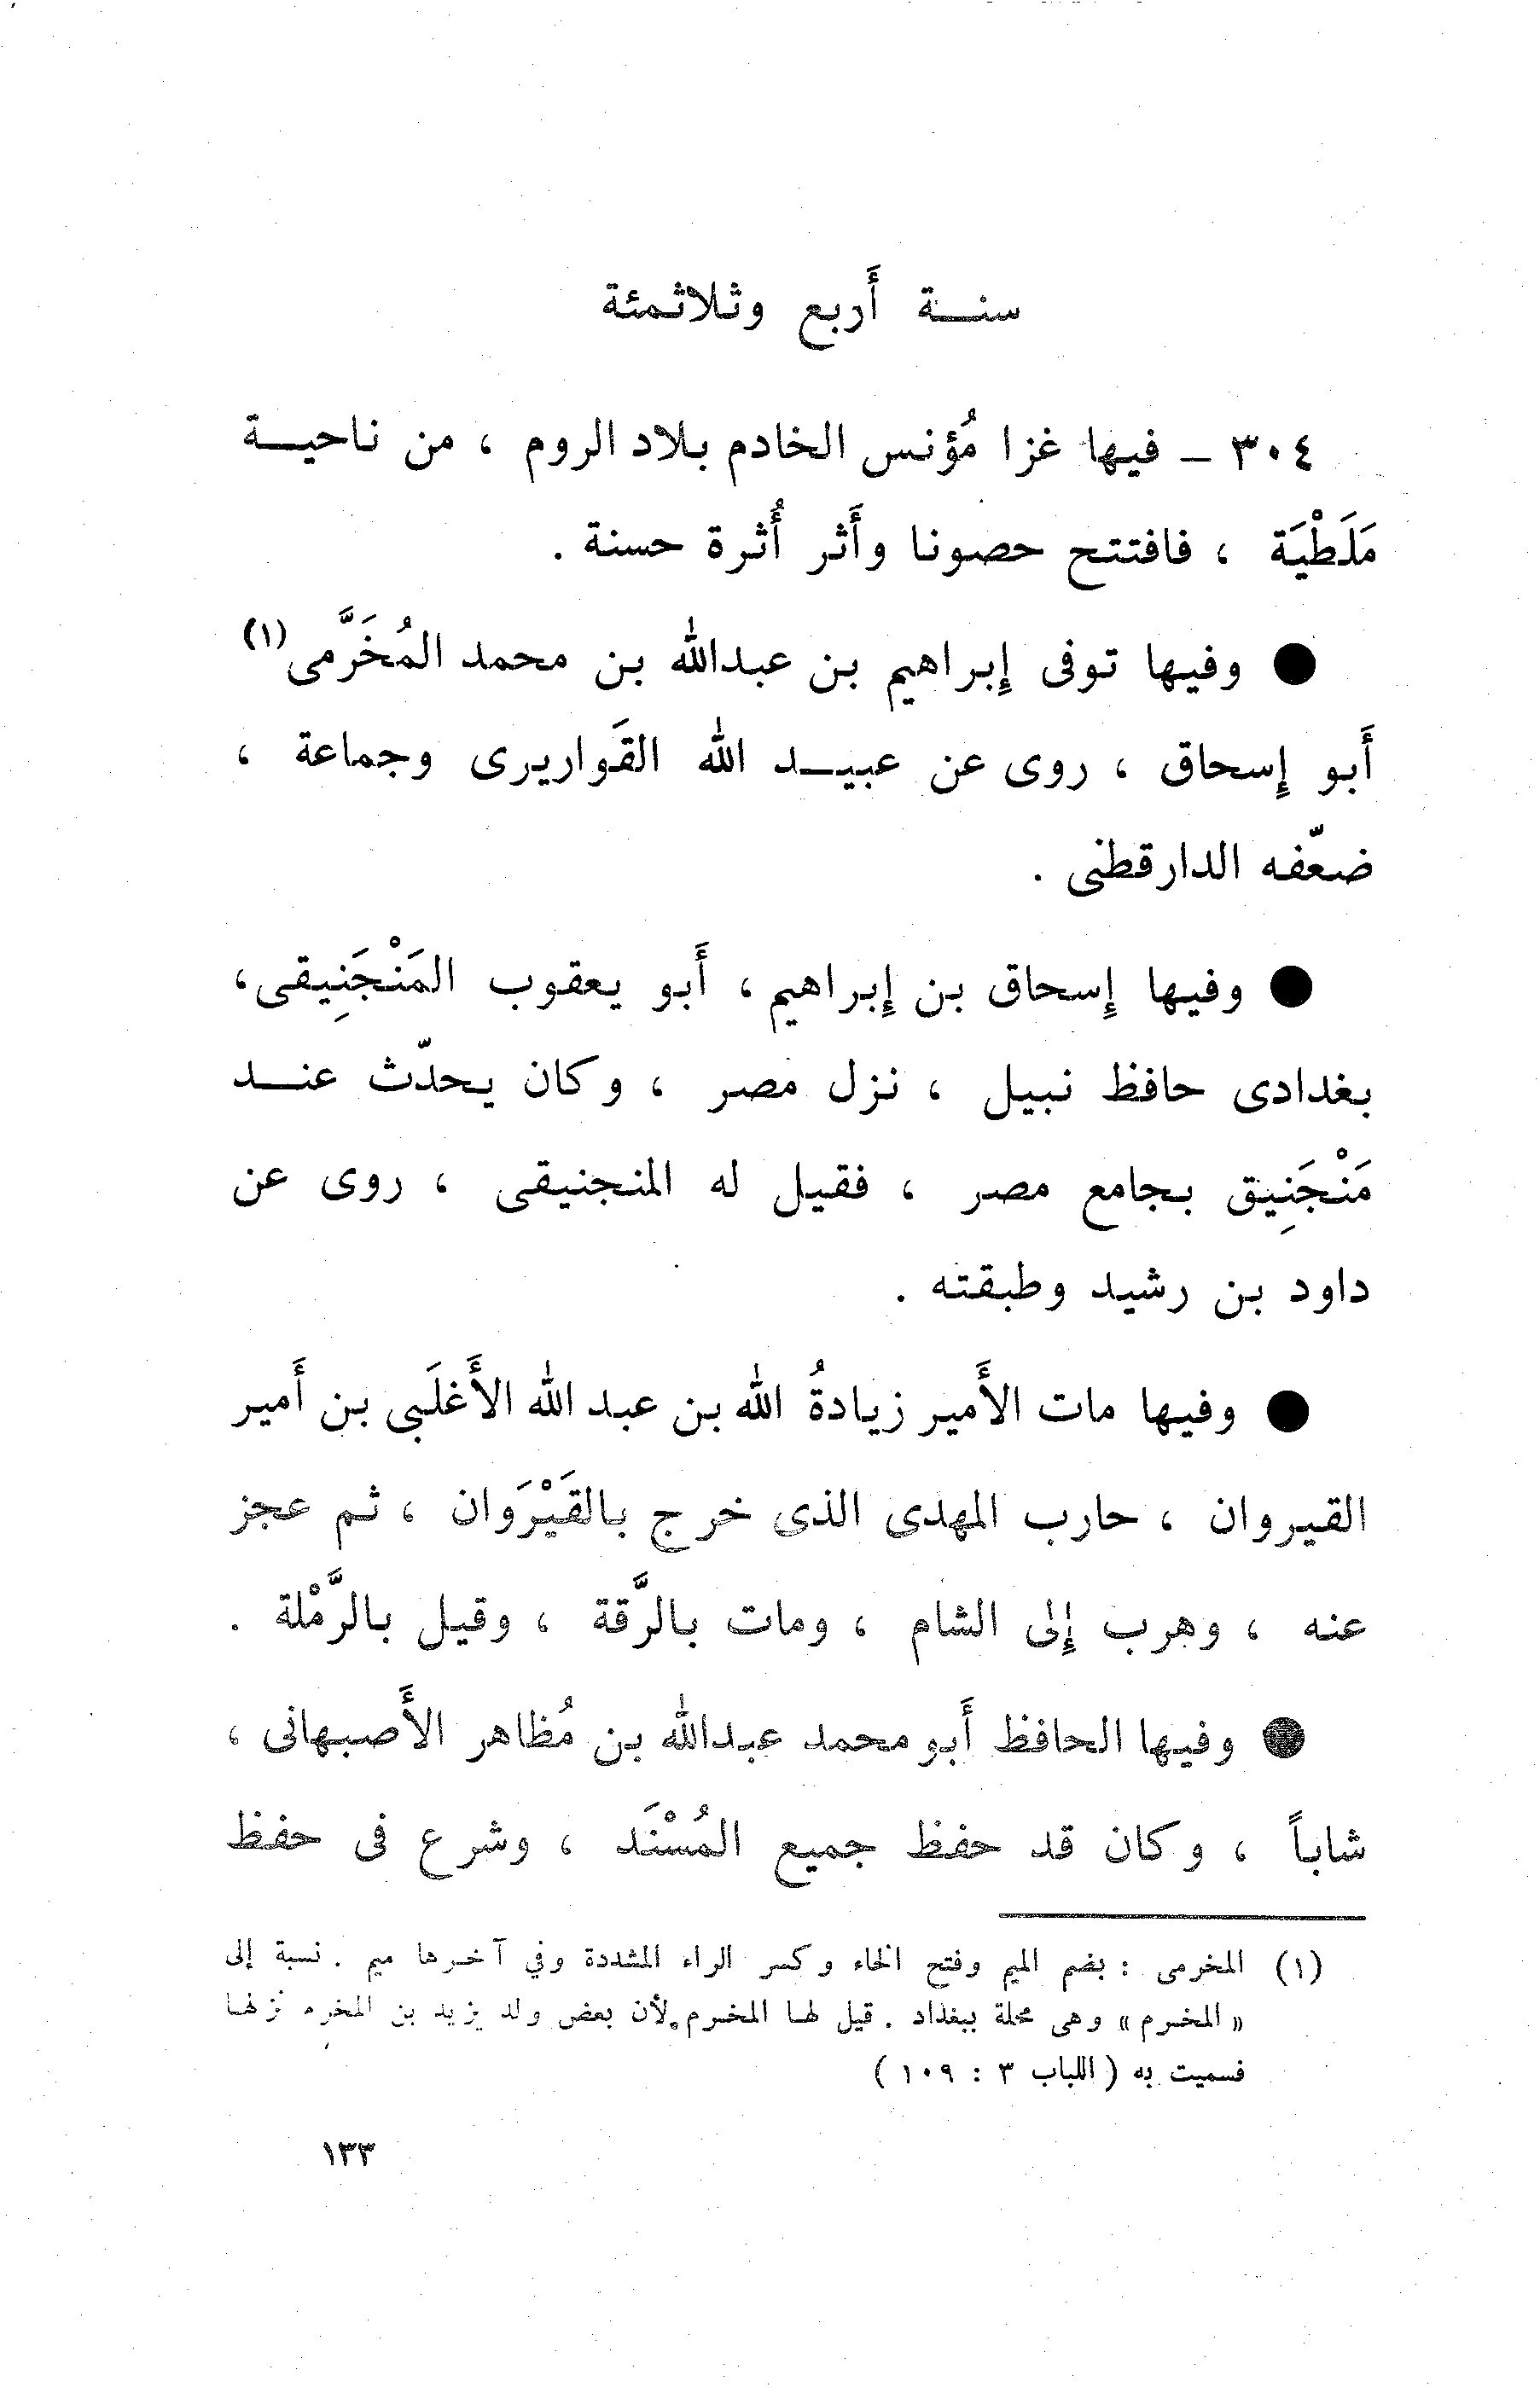 سنة أَربع وثلاثمئة
٣٠٤ - فيها غزا مُؤنس الخادم بلاد الروم ، من ناحية
مَلَطْيَة ، فافتتح حصونا وأَثر أُثرة حسنة .
● وفيها توفى إِبراهيم بن عبدالله بن محمد المُخَرَّمى(١)
أَبو إِسحاق ، روى عن عبيد الله القَواريرى وجماعة ،
ضعّفه الدارقطنى .
● وفيها إِسحاق بن إِبراهيم ، أَبو يعقوب المَنْجَنِيقى،
بغدادى حافظ نبيل ، نزل مصر ، وكان يحدّث عند
مَنْجَنِيق بجامع مصر ، فقيل له المنجنيقى ، روى عن
داود بن رشيد وطبقته .
● وفيها مات الأَمير زيادةُ الله بن عبد الله الأَغلَبى بن أَمير
القيروان ، حارب المهدى الذى خرج بالقَيْرَوان ، ثم عجز
عنه ، وهرب إِلى الشام ، ومات بالرَّقة ، وقيل بالرَّمْلة .
● وفيها الحافظ أَبو محمد عبدالله بن مُظاهر الأَصبهانى ،
شاباً ، وكان قد حفظ جميع المُسْنَد ، وشرع فى حفظ
(١) المخرمى : بضم الميم وفتح الخاء وكسر الراء المشددة وفي آخرها ميم . نسبة إلى
« المخرم » وهى محلة ببغداد . قيل لها المخرم لأن بعض ولد يزيد بن المخرم نزلها
فسميت به ( اللباب ٣ : ١٠٩ )
١٣٣